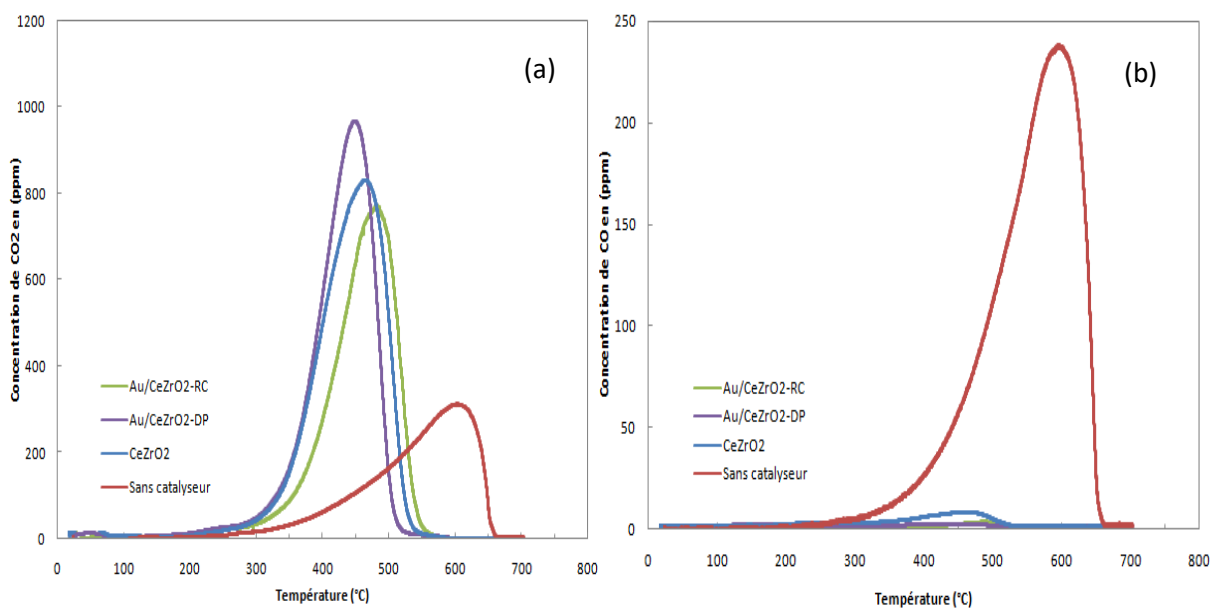 (a)
Concentration de CO2 en (ppm)
1200
1000
800
600
400
200
0
Au/CeZrO2-RC
Au/CeZrO2-DP
CeZrO2
Sans catalyseur
0 100 200 300 400 500 600 700 800
Température (°C)
(b)
Concentration de CO en (ppm)
250
200
150
100
50
0
Au/CeZrO2-RC
Au/CeZrO2-DP
CeZrO2
Sans catalyseur
0 100 200 300 400 500 600 700 800
Température (°C)